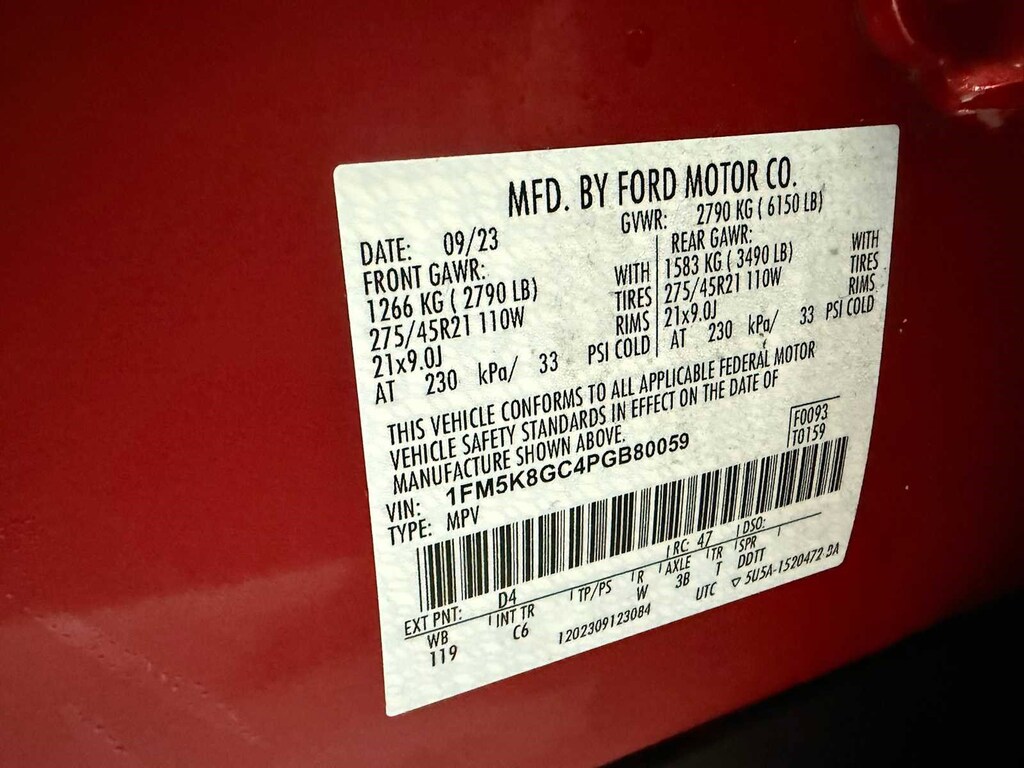 MFD. BY FORD MOTOR CO.
DATE: 09/23 GVWR: 2790 KG ( 6150 LB)
FRONT GAWR: WITH REAR GAWR: WITH
1266 KG ( 2790 LB) TIRES 1583 KG ( 3490 LB) TIRES
275/45R21 110W RIMS 275/45R21 110W RIMS
21x9.0J PSI COLD 21x9.0J PSI COLD
AT 230 kPa/ 33 AT 230 kPa/ 33
THIS VEHICLE CONFORMS TO ALL APPLICABLE FEDERAL MOTOR
VEHICLE SAFETY STANDARDS IN EFFECT ON THE DATE OF
MANUFACTURE SHOWN ABOVE.
F0093
T0159
VIN: 1FM5K8GC4PGB80059
TYPE: MPV
EXT PNT: D4 RC: 47 DSO:
WB INT TR TP/PS R AXLE TR SPR
119 C6 W 3B T DDTT
1202309123084 UTC ▽ 5U5A-1520472-BA